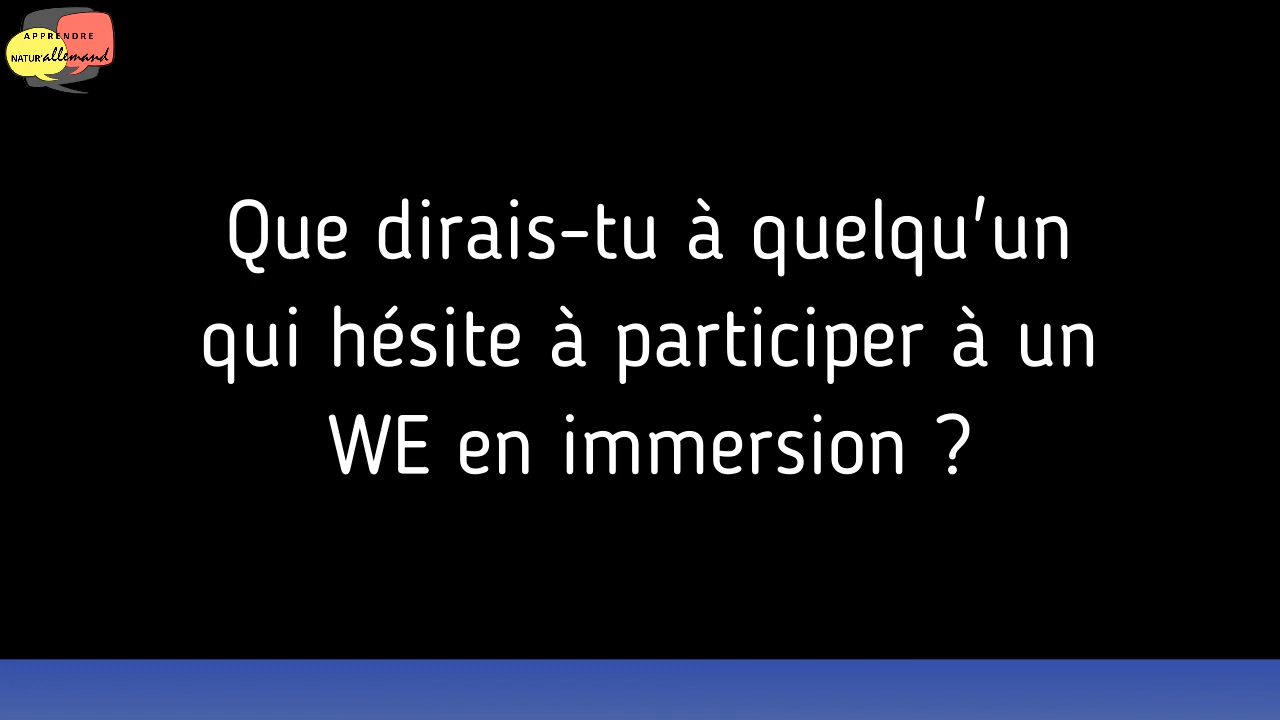 APPRENDRE
NATUR'allemand
Que dirais-tu à quelqu'un
qui hésite à participer à un
WE en immersion ?